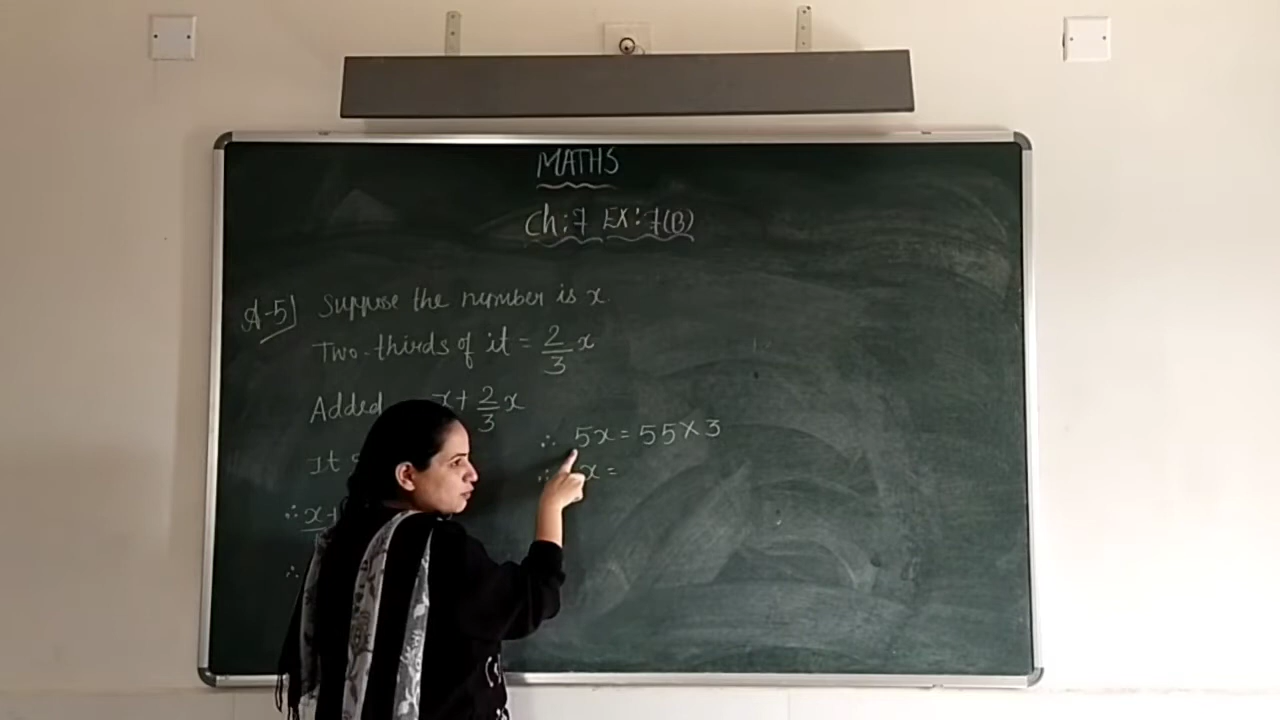 MATHS
Ch:7 EX:7(B)
A-5] Suppose the number is x.
Two-thirds of it = 2/3 x
Added x + 2/3 x
It
∴ x +
∴
∴ 5x = 55 × 3
∴ x =